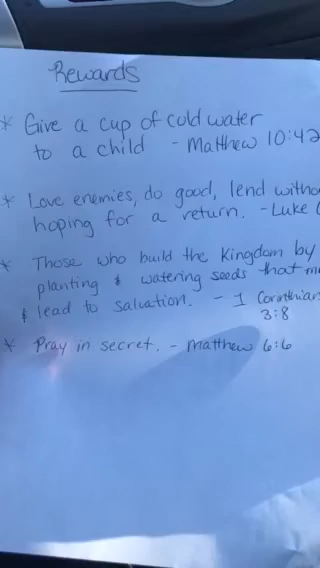 Rewards
* Give a cup of cold water
to a child - Matthew 10:42
* Love enemies, do good, lend
hoping for a return. - Luke
* Those who build the Kingdom by
planting & watering seeds that
& lead to salvation. - 1 Corinthians
3:8
* Pray in secret. - Matthew 6:6